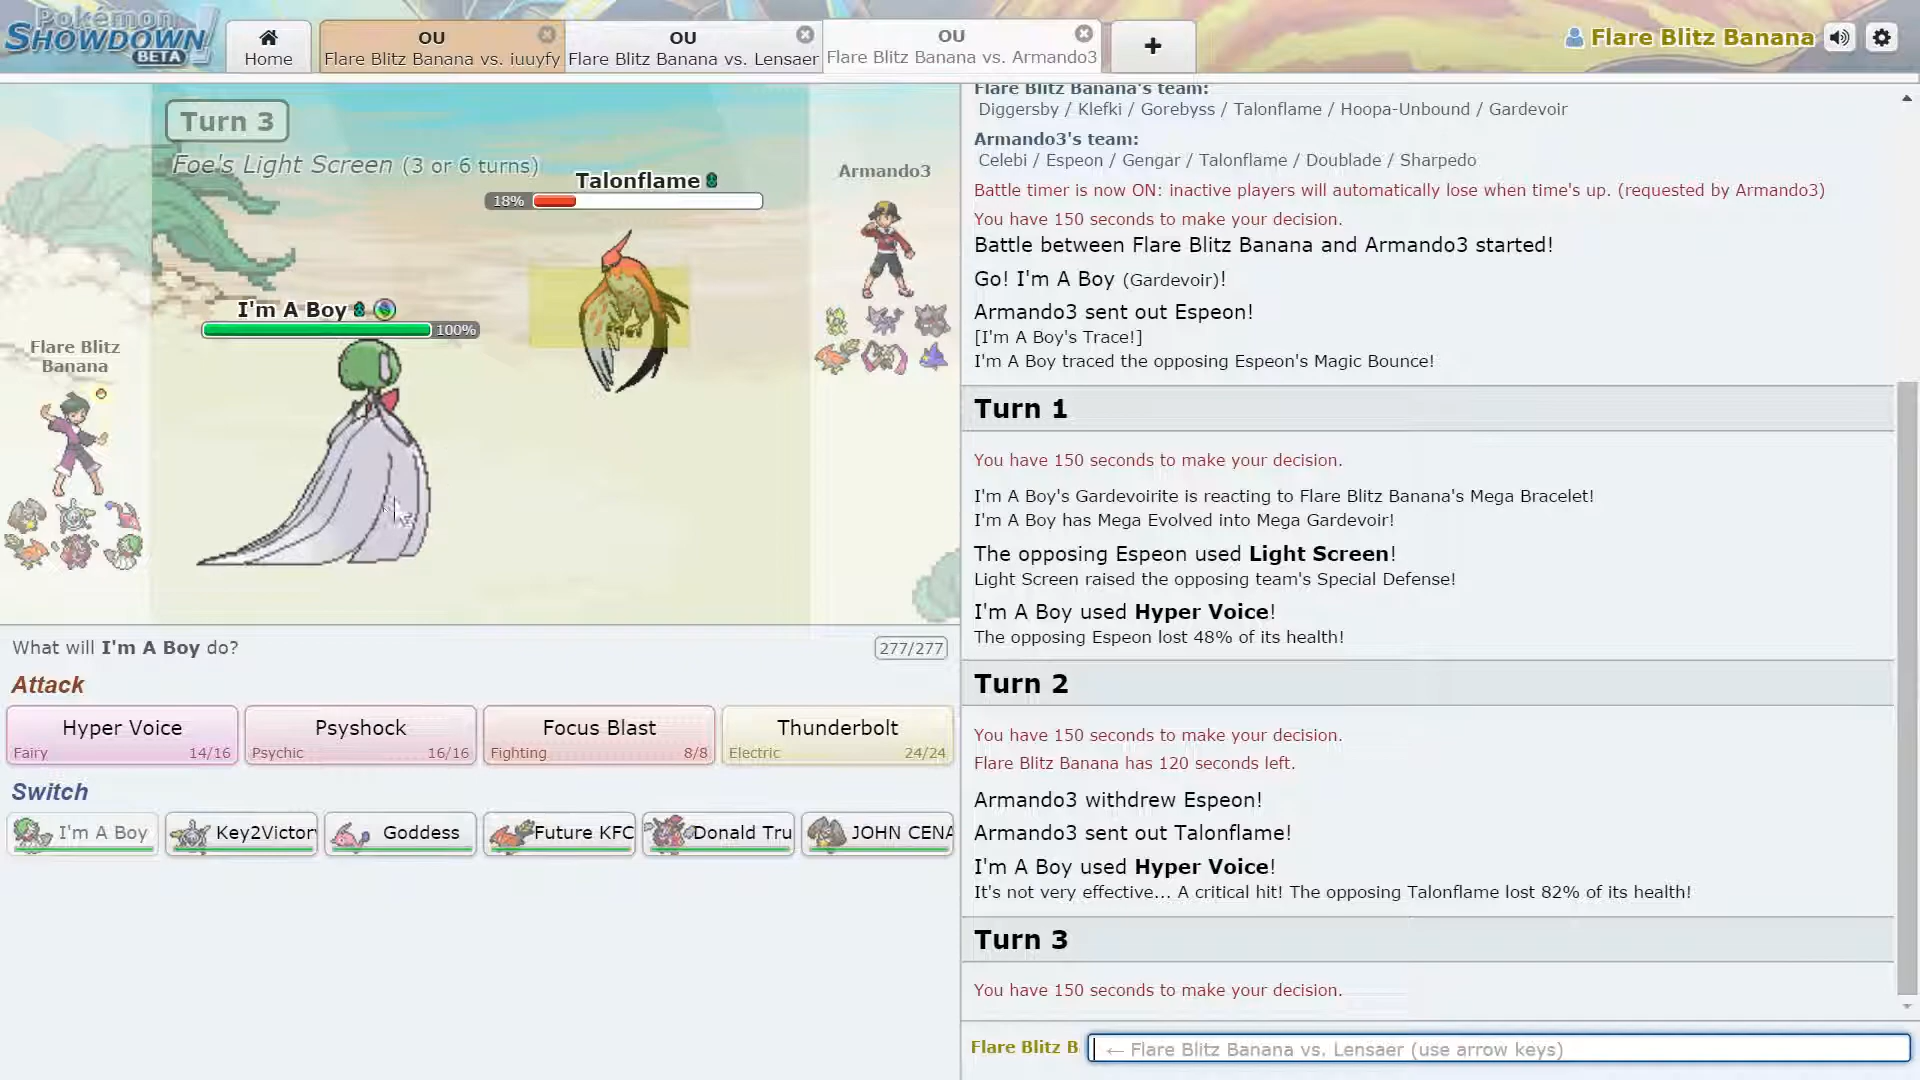 Pokémon
SHOWDOWN!
BETA
Home
OU
Flare Blitz Banana vs. iuuyfy
OU
Flare Blitz Banana vs. Lensaer
OU
Flare Blitz Banana vs. Armando3
+
Flare Blitz Banana
Turn 3
Foe's Light Screen (3 or 6 turns)
Talonflame
18%
I'm A Boy
100%
Flare Blitz
Banana
Armando3
What will I'm A Boy do?
277/277
Attack
Hyper Voice
Fairy 14/16
Psyshock
Psychic 16/16
Focus Blast
Fighting 8/8
Thunderbolt
Electric 24/24
Switch
I'm A Boy
Key2Victor
Goddess
Future KFC
Donald Tru
JOHN CENA
Flare Blitz Banana's team:
Diggersby / Klefki / Gorebyss / Talonflame / Hoopa-Unbound / Gardevoir
Armando3's team:
Celebi / Espeon / Gengar / Talonflame / Doublade / Sharpedo
Battle timer is now ON: inactive players will automatically lose when time's up. (requested by Armando3)
You have 150 seconds to make your decision.
Battle between Flare Blitz Banana and Armando3 started!
Go! I'm A Boy (Gardevoir)!
Armando3 sent out Espeon!
[I'm A Boy's Trace!]
I'm A Boy traced the opposing Espeon's Magic Bounce!
Turn 1
You have 150 seconds to make your decision.
I'm A Boy's Gardevoirite is reacting to Flare Blitz Banana's Mega Bracelet!
I'm A Boy has Mega Evolved into Mega Gardevoir!
The opposing Espeon used Light Screen!
Light Screen raised the opposing team's Special Defense!
I'm A Boy used Hyper Voice!
The opposing Espeon lost 48% of its health!
Turn 2
You have 150 seconds to make your decision.
Flare Blitz Banana has 120 seconds left.
Armando3 withdrew Espeon!
Armando3 sent out Talonflame!
I'm A Boy used Hyper Voice!
It's not very effective... A critical hit! The opposing Talonflame lost 82% of its health!
Turn 3
You have 150 seconds to make your decision.
Flare Blitz B
← Flare Blitz Banana vs. Lensaer (use arrow keys)